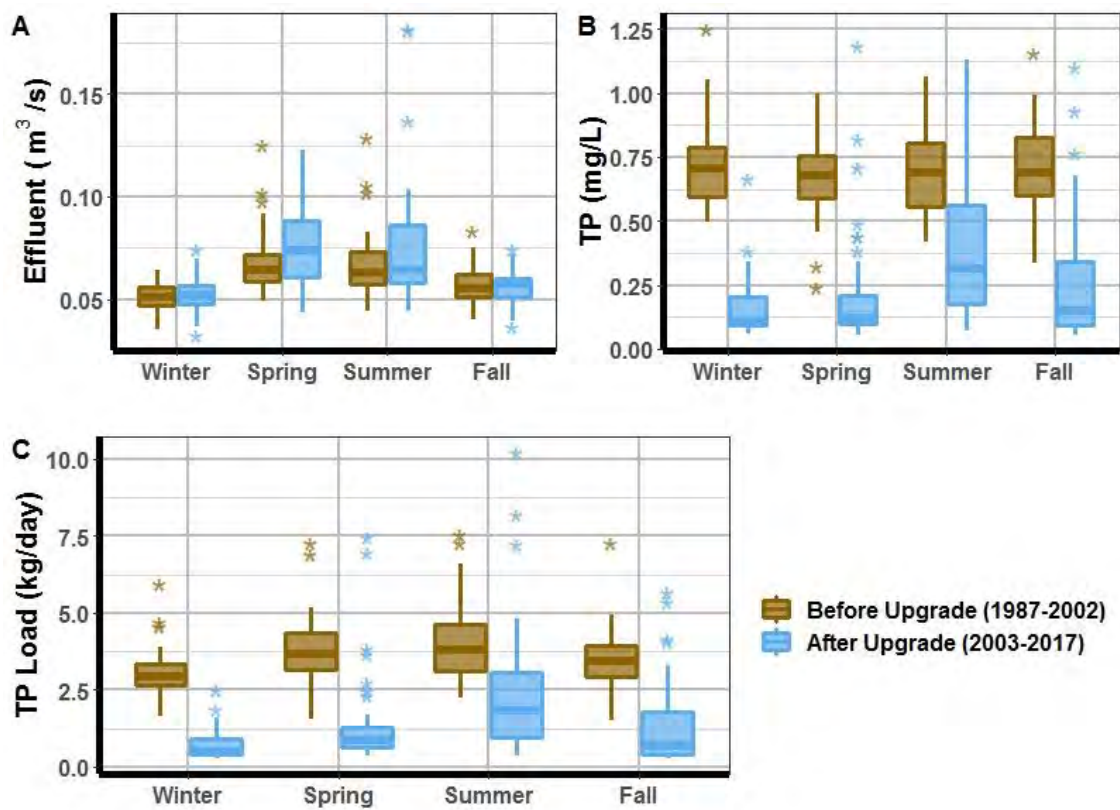 A
Effluent ( m³ /s)
0.15
0.10
0.05
Winter Spring Summer Fall
B
TP (mg/L)
1.25
1.00
0.75
0.50
0.25
0.00
Winter Spring Summer Fall
C
TP Load (kg/day)
10.0
7.5
5.0
2.5
0.0
Winter Spring Summer Fall
Before Upgrade (1987-2002)
After Upgrade (2003-2017)